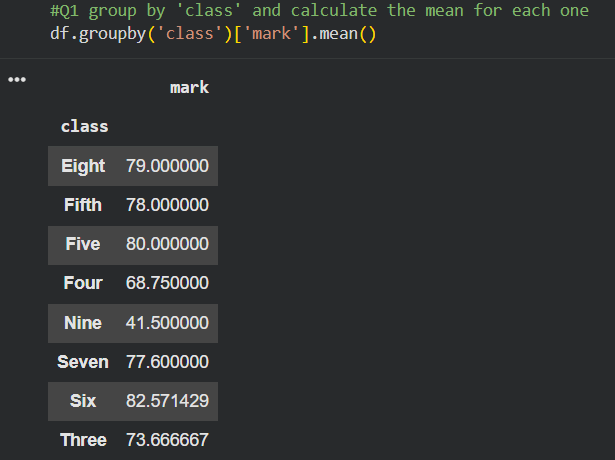 #Q1 group by 'class' and calculate the mean for each one
df.groupby('class')['mark'].mean()
mark
class
Eight 79.000000
Fifth 78.000000
Five 80.000000
Four 68.750000
Nine 41.500000
Seven 77.600000
Six 82.571429
Three 73.666667